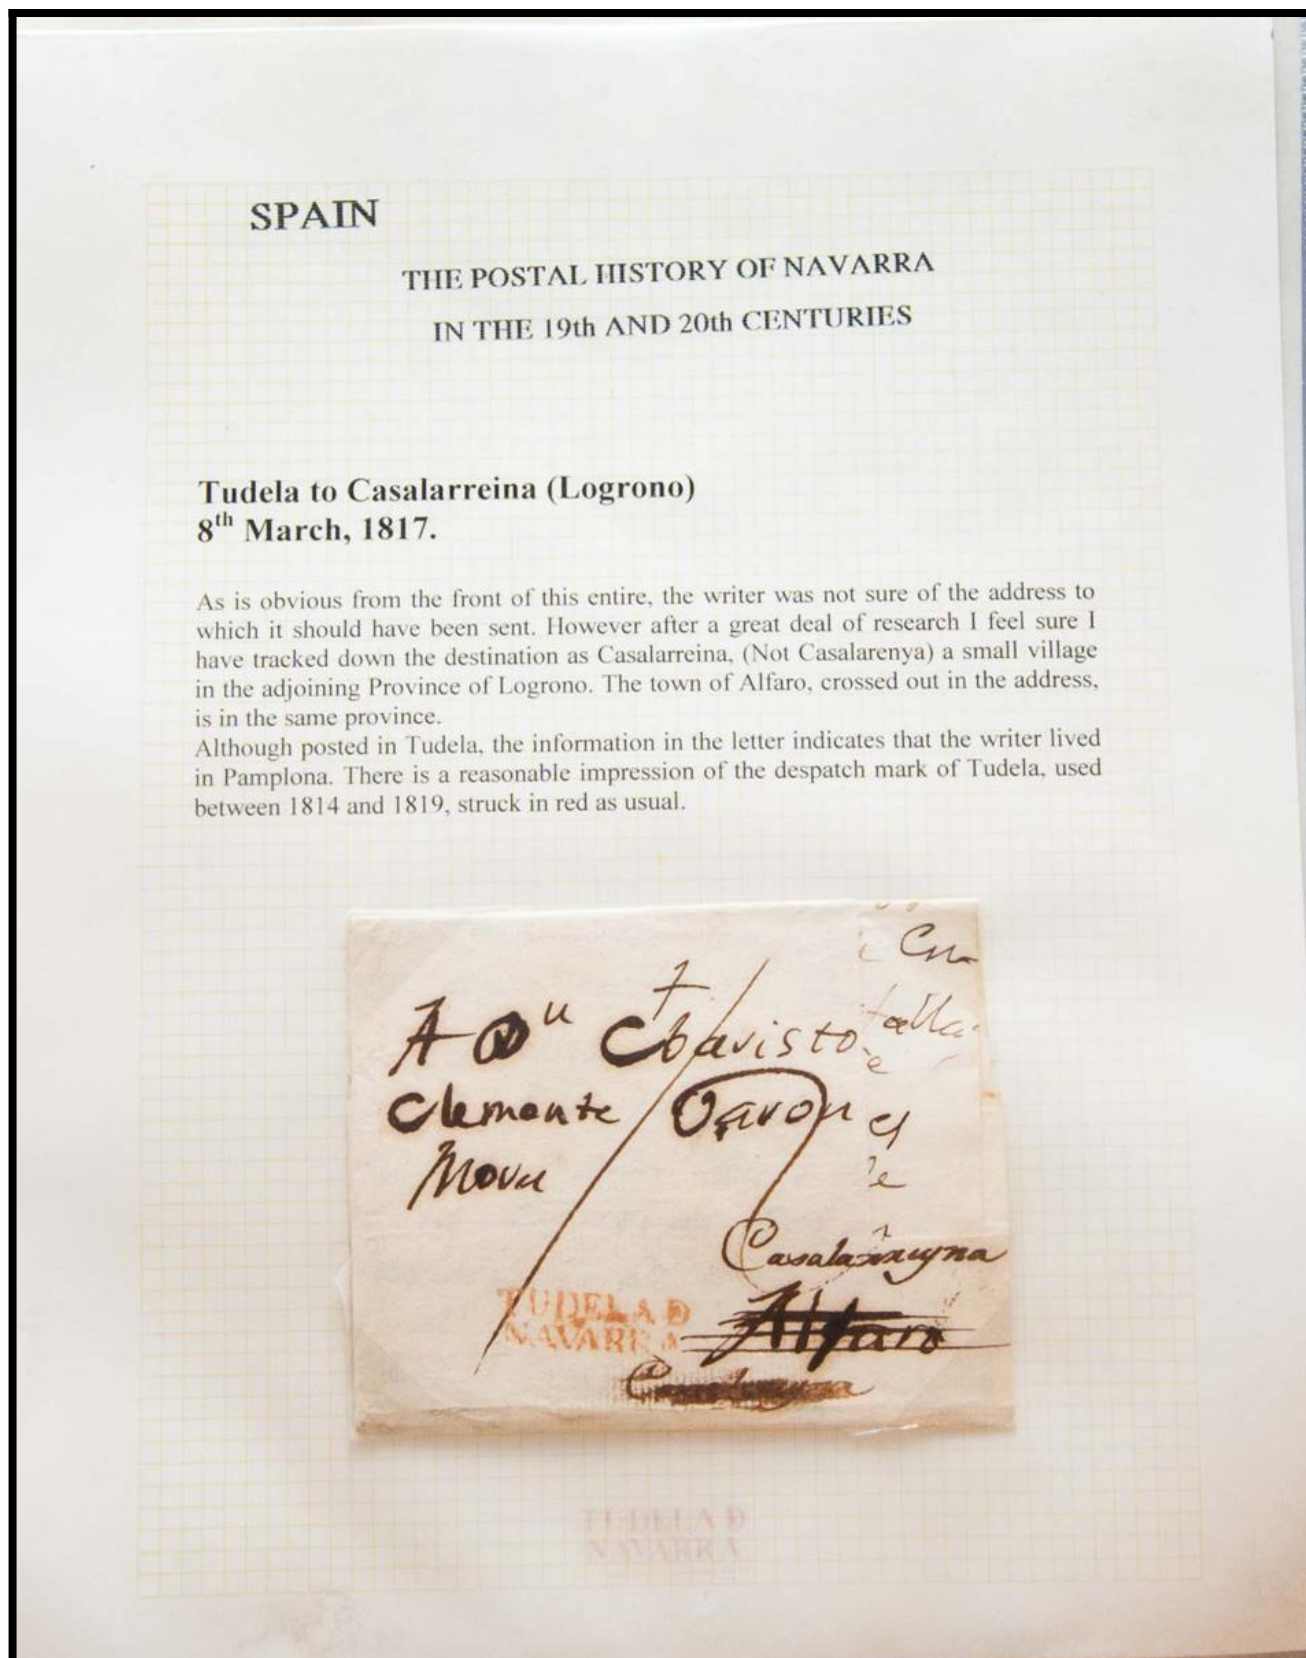 SPAIN
THE POSTAL HISTORY OF NAVARRA
IN THE 19th AND 20th CENTURIES
Tudela to Casalarreina (Logrono)
8th March, 1817.
As is obvious from the front of this entire, the writer was not sure of the address to
which it should have been sent. However after a great deal of research I feel sure I
have tracked down the destination as Casalarreina, (Not Casalarenya) a small village
in the adjoining Province of Logrono. The town of Alfaro, crossed out in the address,
is in the same province.
Although posted in Tudela, the information in the letter indicates that the writer lived
in Pamplona. There is a reasonable impression of the despatch mark of Tudela, used
between 1814 and 1819, struck in red as usual.
A Dn
Clemente
Alfaro
TUDELA Đ
NAVARRA
TUDELA Đ
NAVARRA